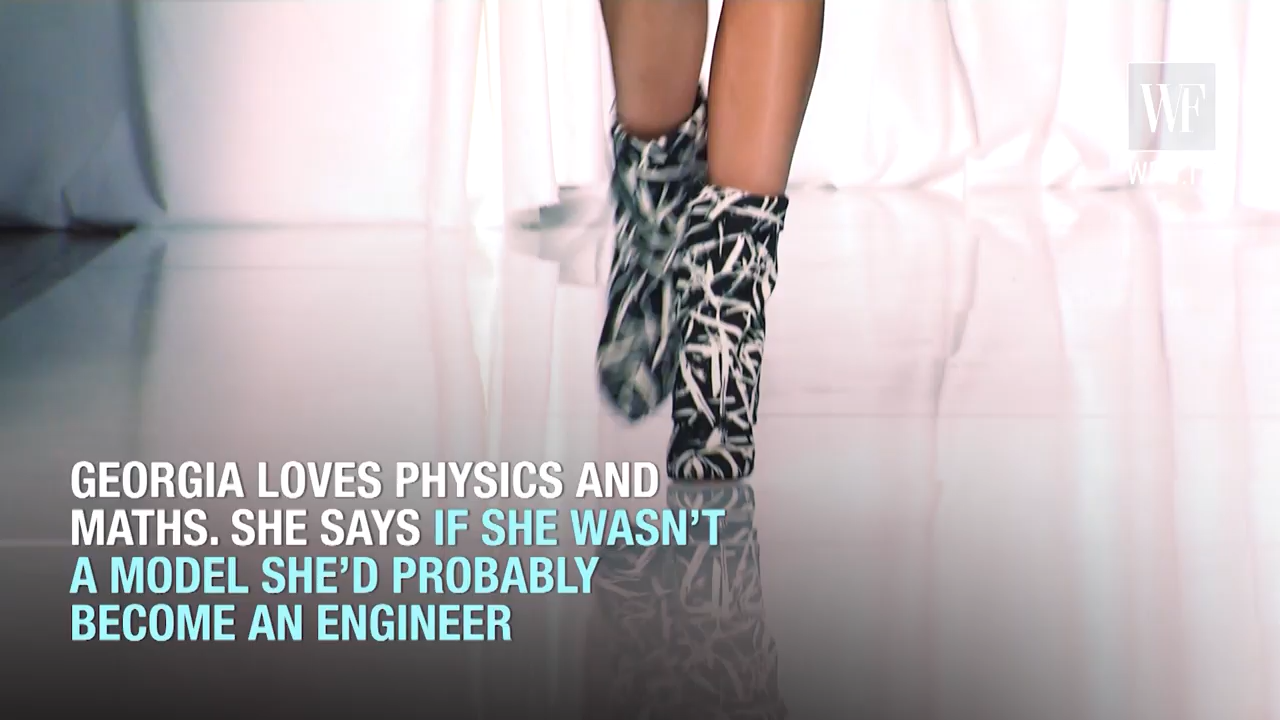 WF
GEORGIA LOVES PHYSICS AND
MATHS. SHE SAYS IF SHE WASN’T
A MODEL SHE’D PROBABLY
BECOME AN ENGINEER